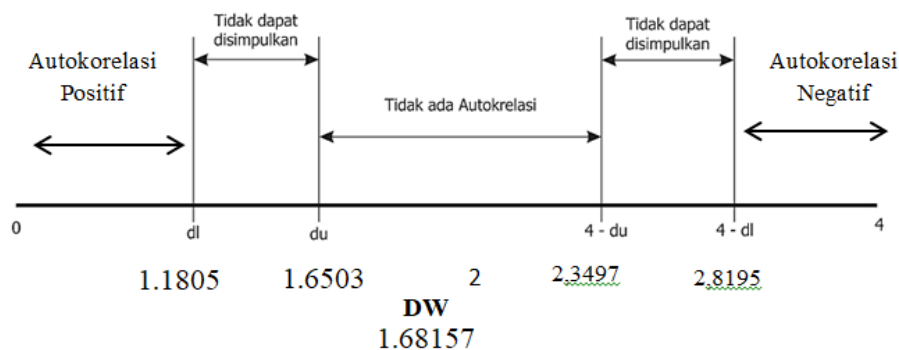 Tidak dapat
disimpulkan
Tidak dapat
disimpulkan
Autokorelasi
Positif
Autokorelasi
Negatif
Tidak ada Autokrelasi
0
dl
du
4 - du
4 - dl
4
1.1805
1.6503
2
2,3497
2,8195
DW
1.68157